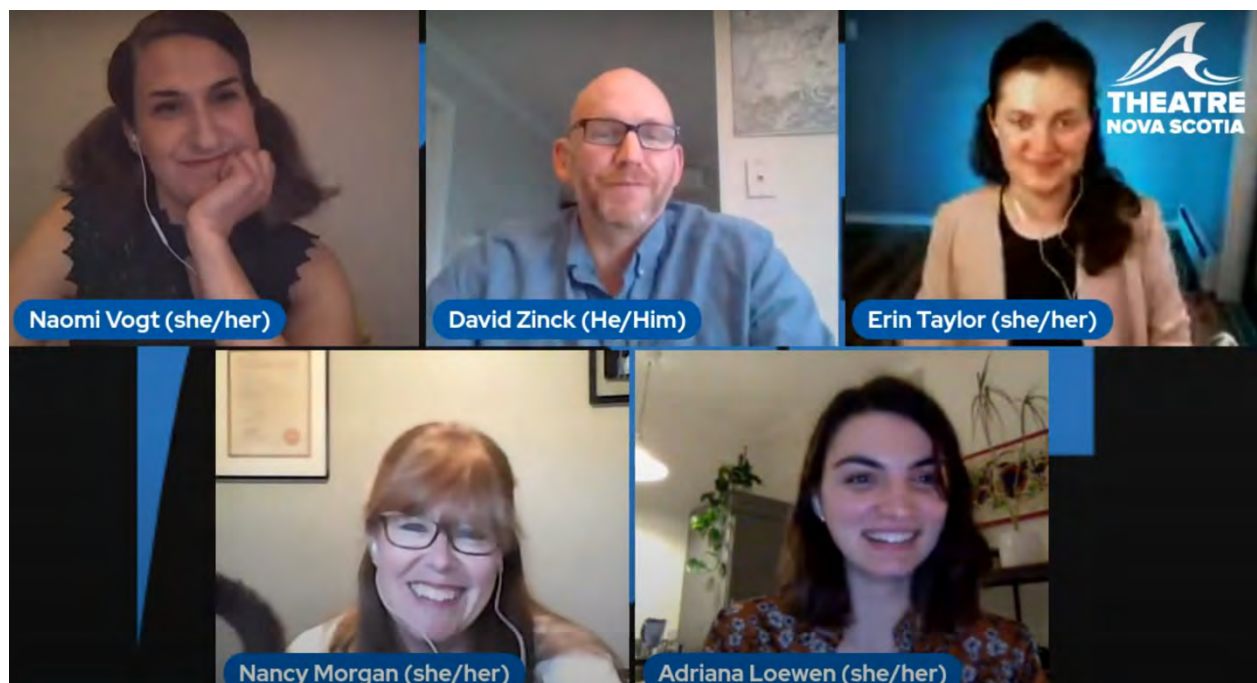 THEATRE
NOVA SCOTIA
Naomi Vogt (she/her)
David Zinck (He/Him)
Erin Taylor (she/her)
Nancy Morgan (she/her)
Adriana Loewen (she/her)